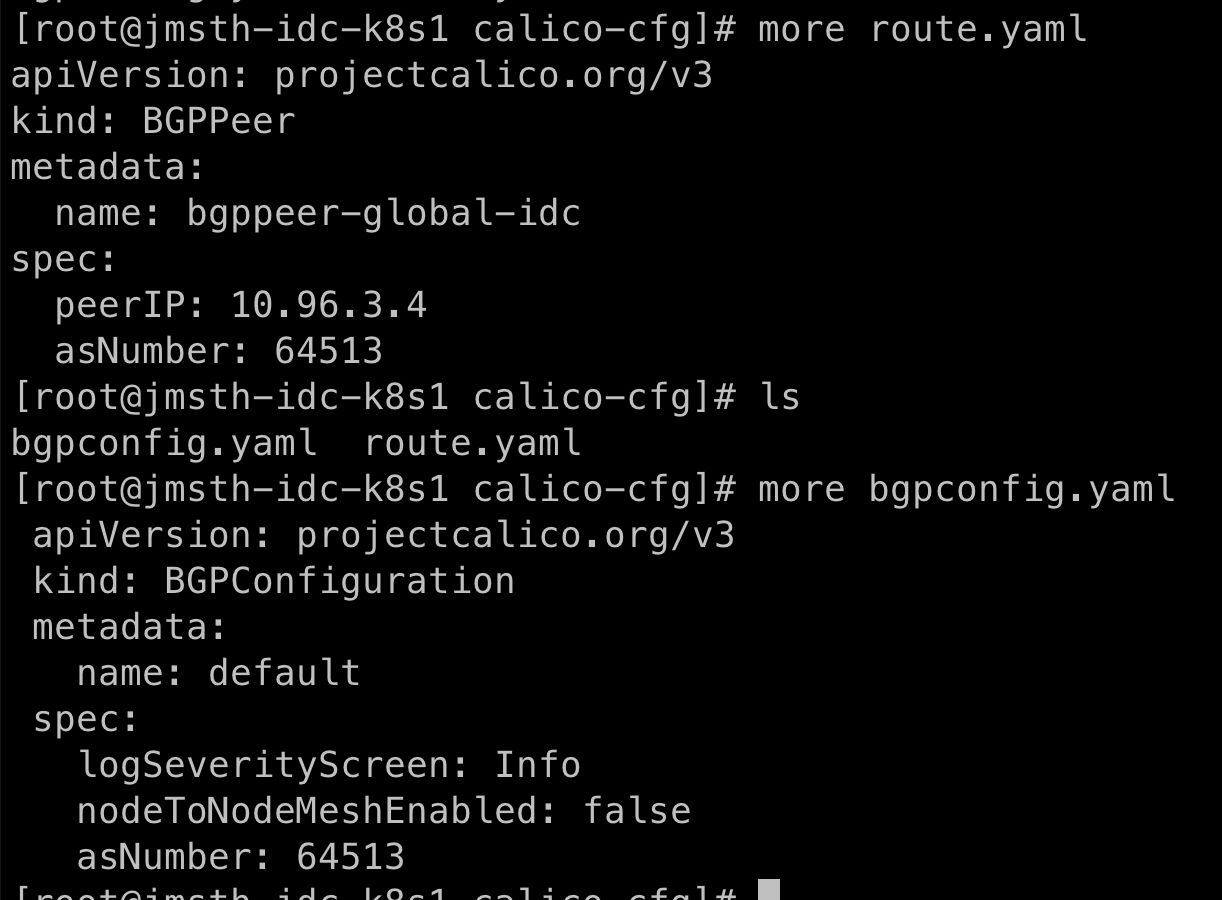 [root@jmsth-idc-k8s1 calico-cfg]# more route.yaml
apiVersion: projectcalico.org/v3
kind: BGPPeer
metadata:
  name: bgppeer-global-idc
spec:
  peerIP: 10.96.3.4
  asNumber: 64513
[root@jmsth-idc-k8s1 calico-cfg]# ls
bgpconfig.yaml  route.yaml
[root@jmsth-idc-k8s1 calico-cfg]# more bgpconfig.yaml
 apiVersion: projectcalico.org/v3
 kind: BGPConfiguration
 metadata:
   name: default
 spec:
   logSeverityScreen: Info
   nodeToNodeMeshEnabled: false
   asNumber: 64513
[root@jmsth-idc-k8s1 calico-cfg]#